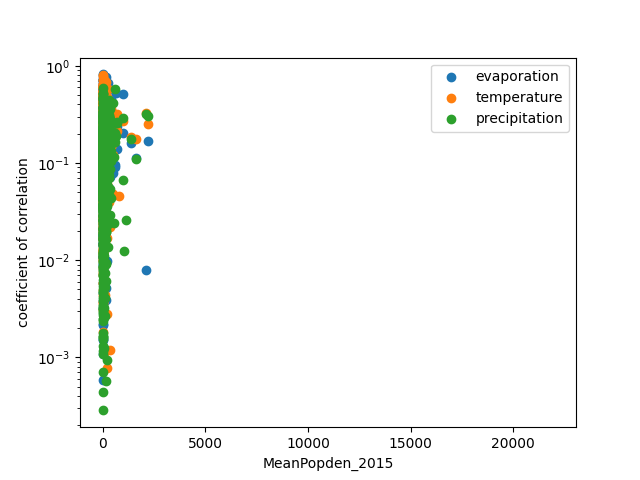 evaporation
temperature
precipitation
10⁰
10⁻¹
10⁻²
10⁻³
coefficient of correlation
0 5000 10000 15000 20000
MeanPopden_2015